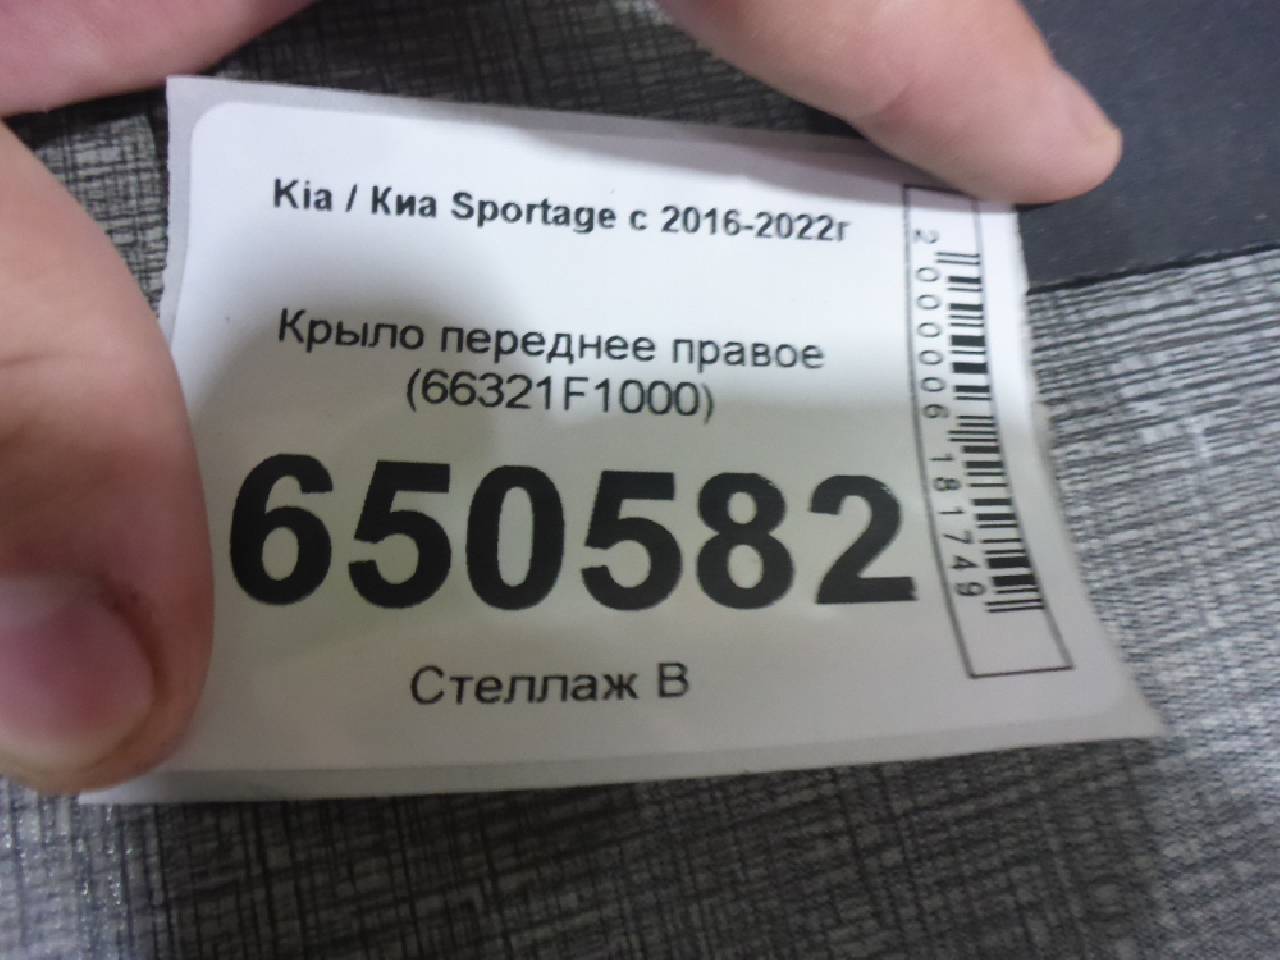 Kia / Киа Sportage с 2016-2022г
Крыло переднее правое
(66321F1000)
650582
Стеллаж В
2000006181749